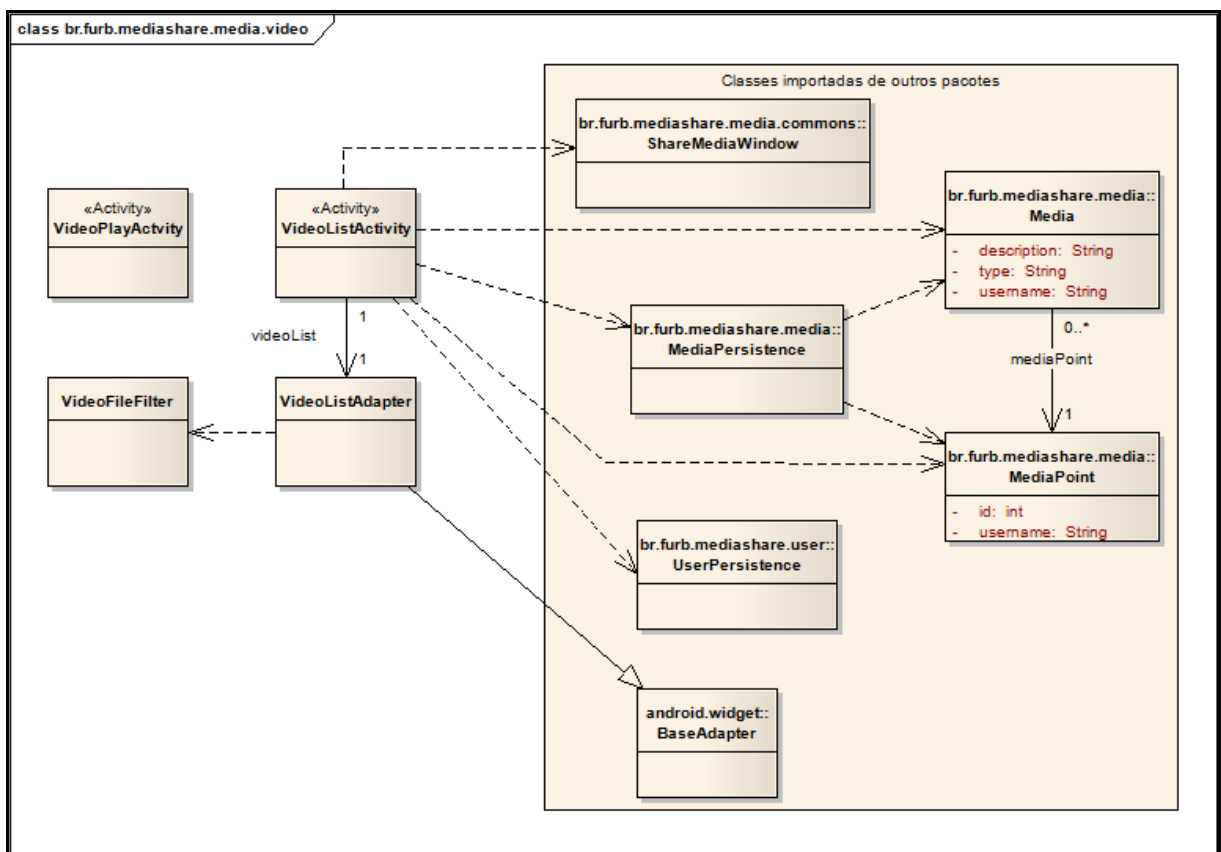 class br.furb.mediashare.media.video
Classes importadas de outros pacotes
br.furb.mediashare.media.commons::
ShareMediaWindow
«Activity»
VideoPlayActvity
«Activity»
VideoListActivity
br.furb.mediashare.media::
Media
- description: String
- type: String
- username: String
br.furb.mediashare.media::
MediaPersistence
1
videoList
1
0..*
mediaPoint
1
VideoFileFilter
VideoListAdapter
br.furb.mediashare.media::
MediaPoint
- id: int
- username: String
br.furb.mediashare.user::
UserPersistence
android.widget::
BaseAdapter